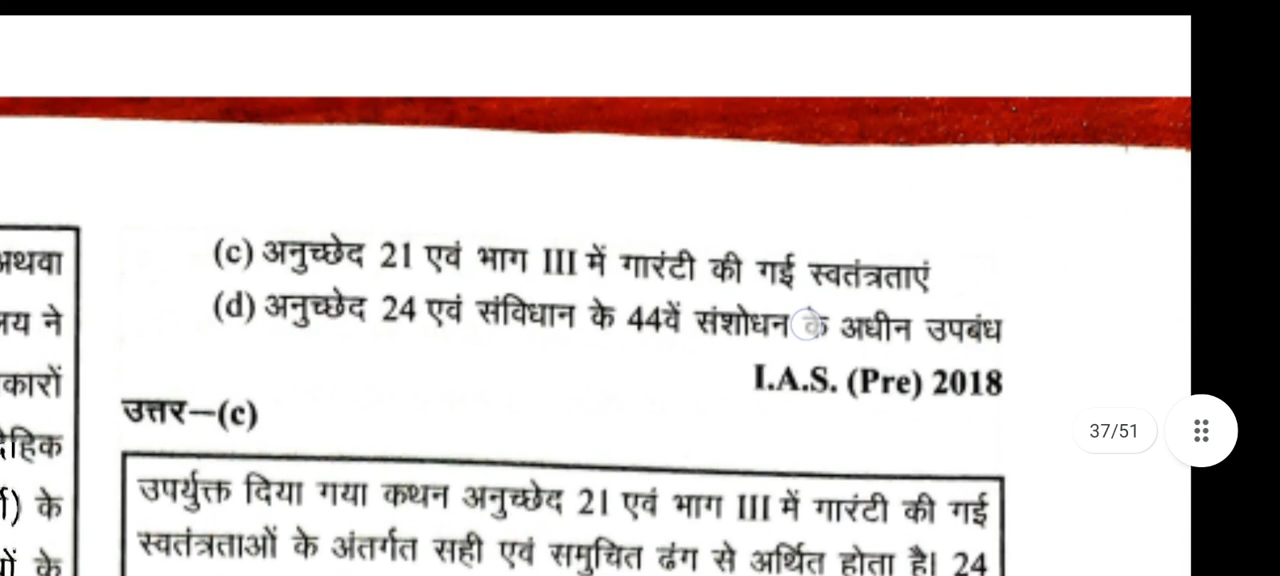 अथवा
य ने
कारों
हिक
के
के
(c) अनुच्छेद 21 एवं भाग III में गारंटी की गई स्वतंत्रताएं
(d) अनुच्छेद 24 एवं संविधान के 44वें संशोधन के अधीन उपबंध
I.A.S. (Pre) 2018
उत्तर–(c)
उपर्युक्त दिया गया कथन अनुच्छेद 21 एवं भाग III में गारंटी की गई
स्वतंत्रताओं के अंतर्गत सही एवं समुचित ढंग से अर्थित होता है। 24
37/51